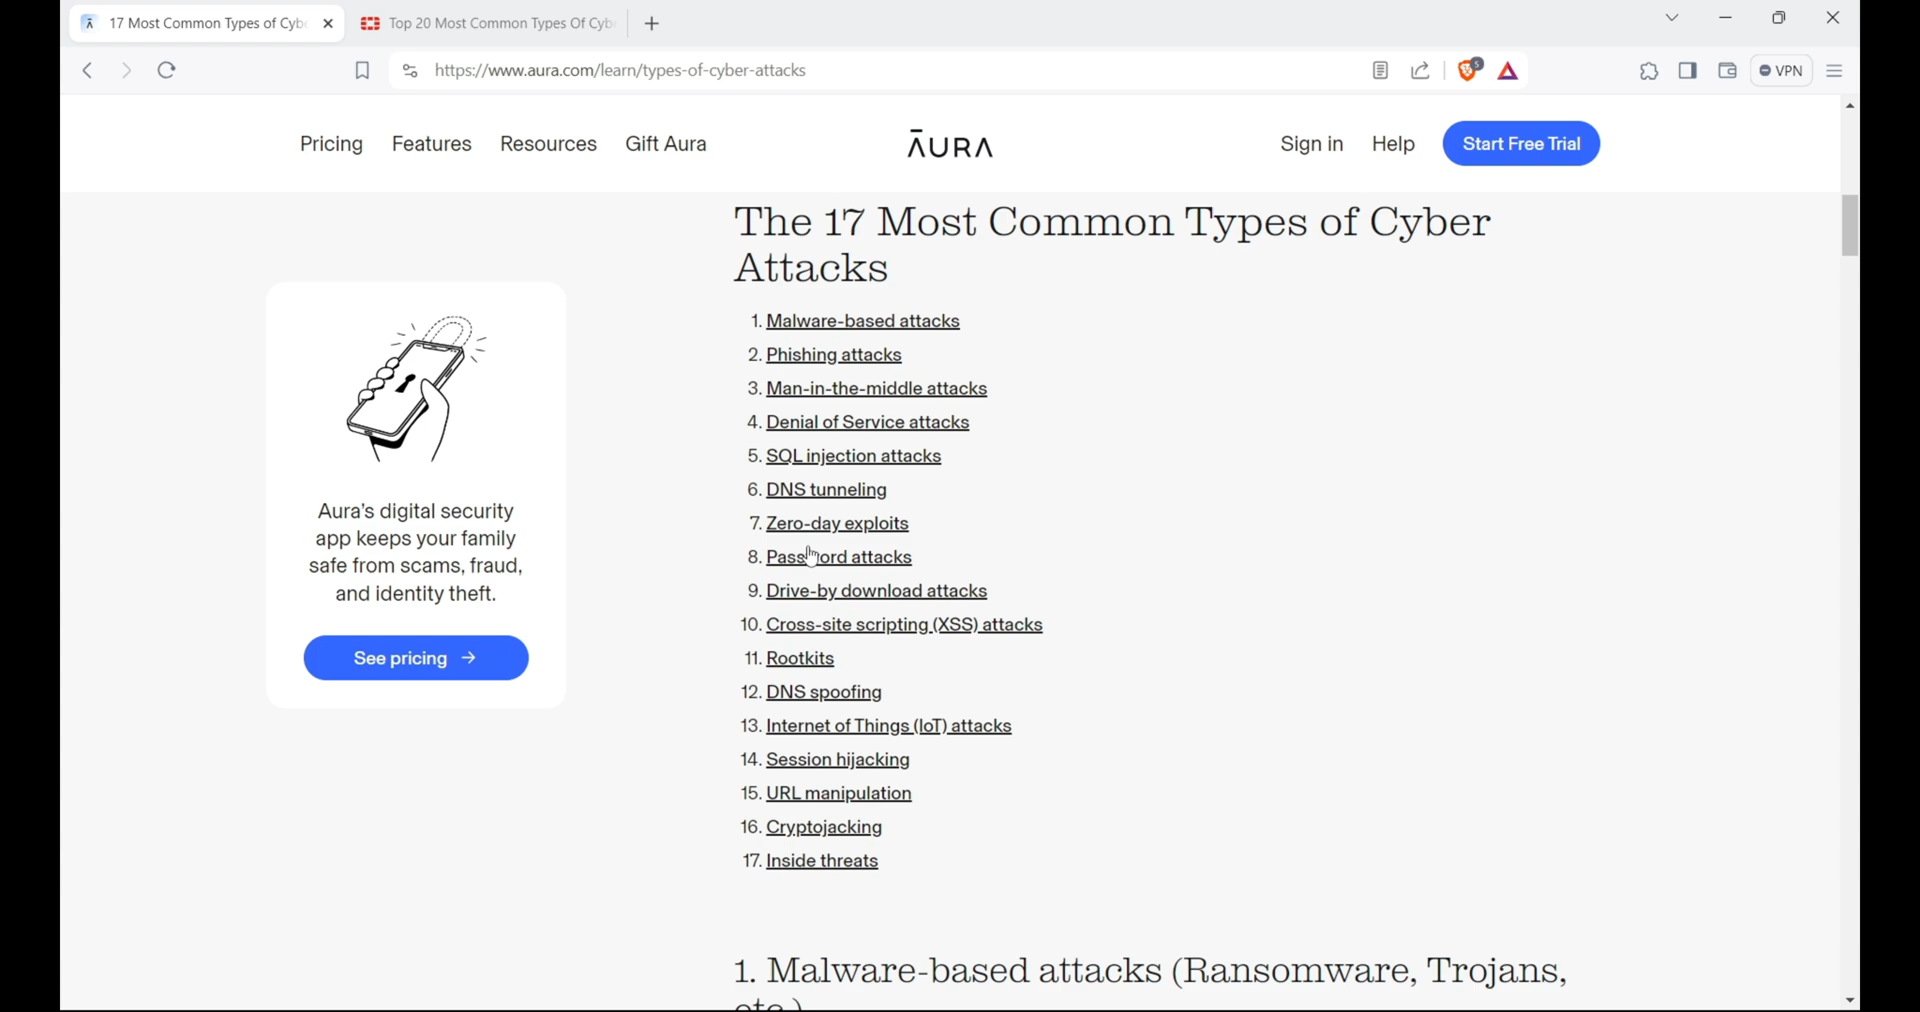 17 Most Common Types of Cybe
Top 20 Most Common Types Of Cyb
https://www.aura.com/learn/types-of-cyber-attacks
5
VPN
Pricing
Features
Resources
Gift Aura
ĀURA
Sign in
Help
Start Free Trial
The 17 Most Common Types of Cyber
Attacks
1. Malware-based attacks
2. Phishing attacks
3. Man-in-the-middle attacks
4. Denial of Service attacks
5. SQL injection attacks
6. DNS tunneling
7. Zero-day exploits
8. Password attacks
9. Drive-by download attacks
10. Cross-site scripting (XSS) attacks
11. Rootkits
12. DNS spoofing
13. Internet of Things (IoT) attacks
14. Session hijacking
15. URL manipulation
16. Cryptojacking
17. Inside threats
Aura's digital security
app keeps your family
safe from scams, fraud,
and identity theft.
See pricing →
1. Malware-based attacks (Ransomware, Trojans,
etc.)